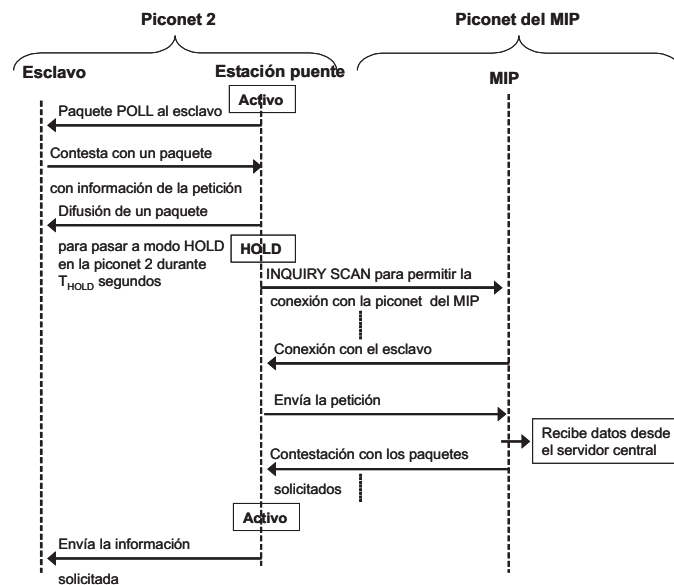 Piconet 2
Piconet del MIP
Esclavo
Estación puente
MIP
Activo
Paquete POLL al esclavo
Contesta con un paquete
con información de la petición
Difusión de un paquete
para pasar a modo HOLD
en la piconet 2 durante
T_HOLD segundos
HOLD
INQUIRY SCAN para permitir la
conexión con la piconet del MIP
Conexión con el esclavo
Envía la petición
Recibe datos desde
el servidor central
Contestación con los paquetes
solicitados
Activo
Envía la información
solicitada